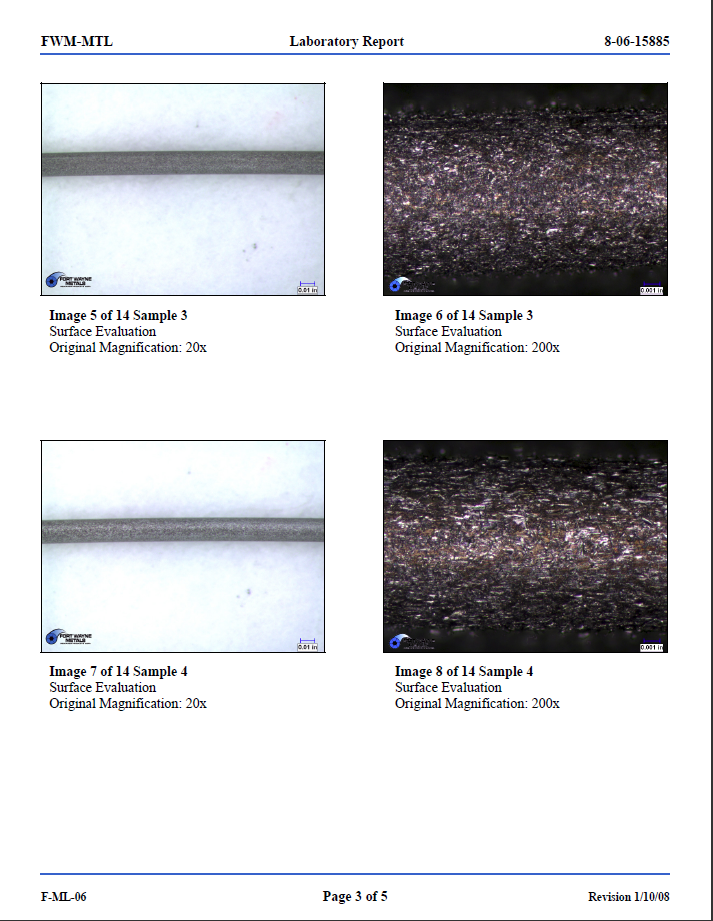 FWM-MTL Laboratory Report 8-06-15885
FORT WAYNE
METALS
0.01 in
0.001 in
Image 5 of 14 Sample 3
Surface Evaluation
Original Magnification: 20x
Image 6 of 14 Sample 3
Surface Evaluation
Original Magnification: 200x
FORT WAYNE
METALS
0.01 in
0.001 in
Image 7 of 14 Sample 4
Surface Evaluation
Original Magnification: 20x
Image 8 of 14 Sample 4
Surface Evaluation
Original Magnification: 200x
F-ML-06 Page 3 of 5 Revision 1/10/08